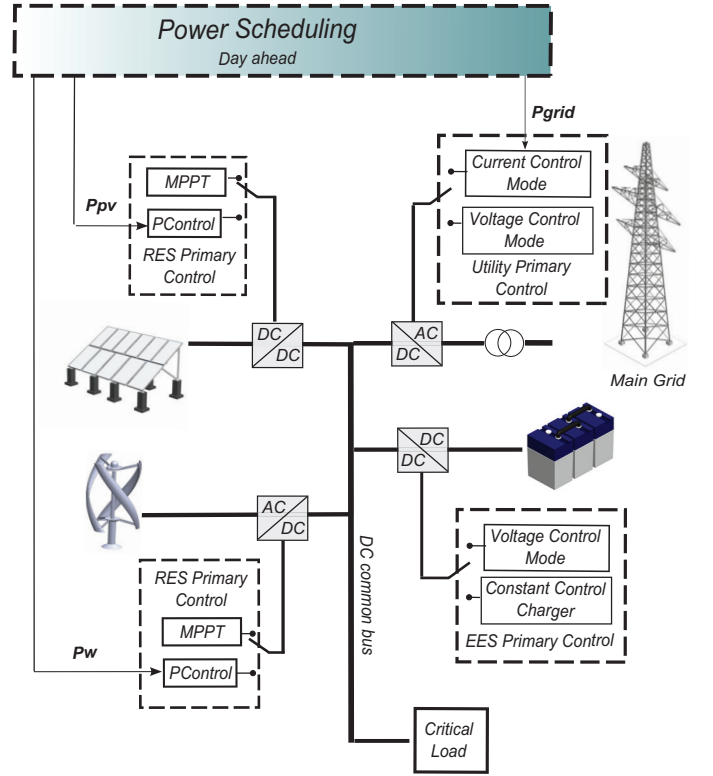 Power Scheduling
Day ahead
Pgrid
Ppv
MPPT
PControl
RES Primary
Control
Current Control
Mode
Voltage Control
Mode
Utility Primary
Control
DC
DC
AC
DC
Main Grid
DC
DC
AC
DC
DC common bus
Voltage Control
Mode
Constant Control
Charger
EES Primary Control
RES Primary
Control
MPPT
PControl
Pw
Critical
Load